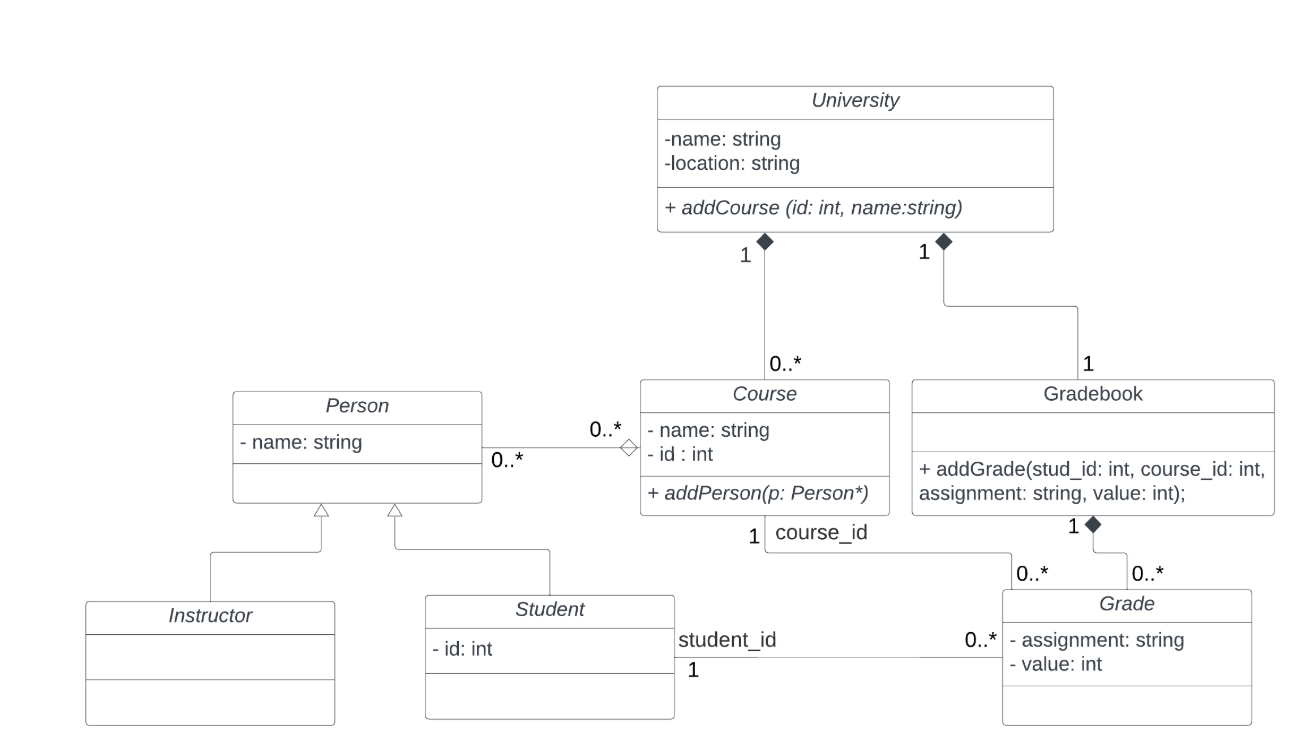 University
-name: string
-location: string
+ addCourse (id: int, name:string)
1
1
0..*
1
Person
- name: string
0..*
0..*
Course
- name: string
- id : int
+ addPerson(p: Person*)
Gradebook
+ addGrade(stud_id: int, course_id: int,
assignment: string, value: int);
1
course_id
1
0..*
0..*
Instructor
Student
- id: int
student_id
1
0..*
Grade
- assignment: string
- value: int